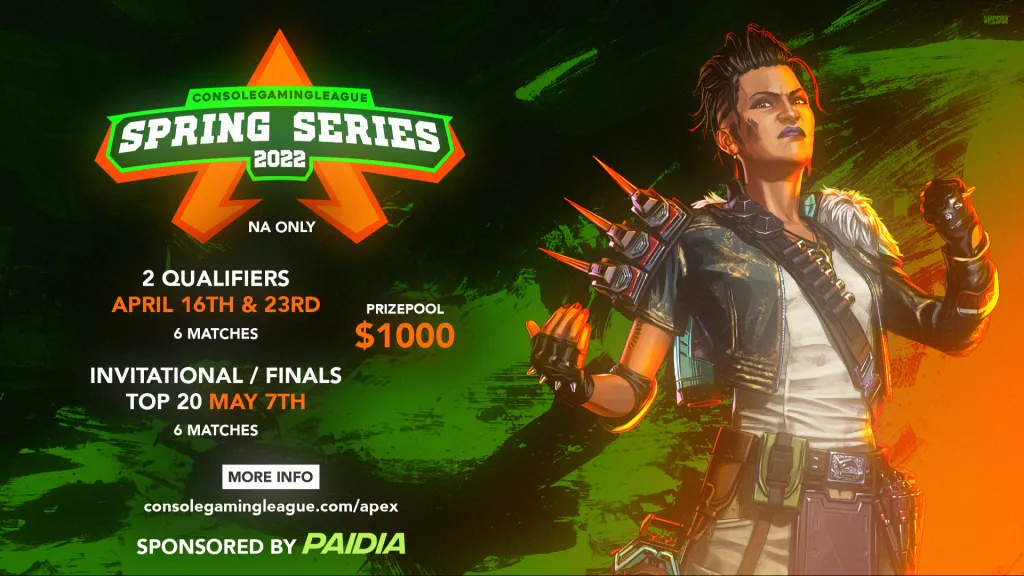 CONSOLEGAMINGLEAGUE
SPRING SERIES
2022
NA ONLY
2 QUALIFIERS
APRIL 16TH & 23RD
6 MATCHES
PRIZEPOOL
$1000
INVITATIONAL / FINALS
TOP 20 MAY 7TH
6 MATCHES
MORE INFO
consolegamingleague.com/apex
SPONSORED BY PAIDIA